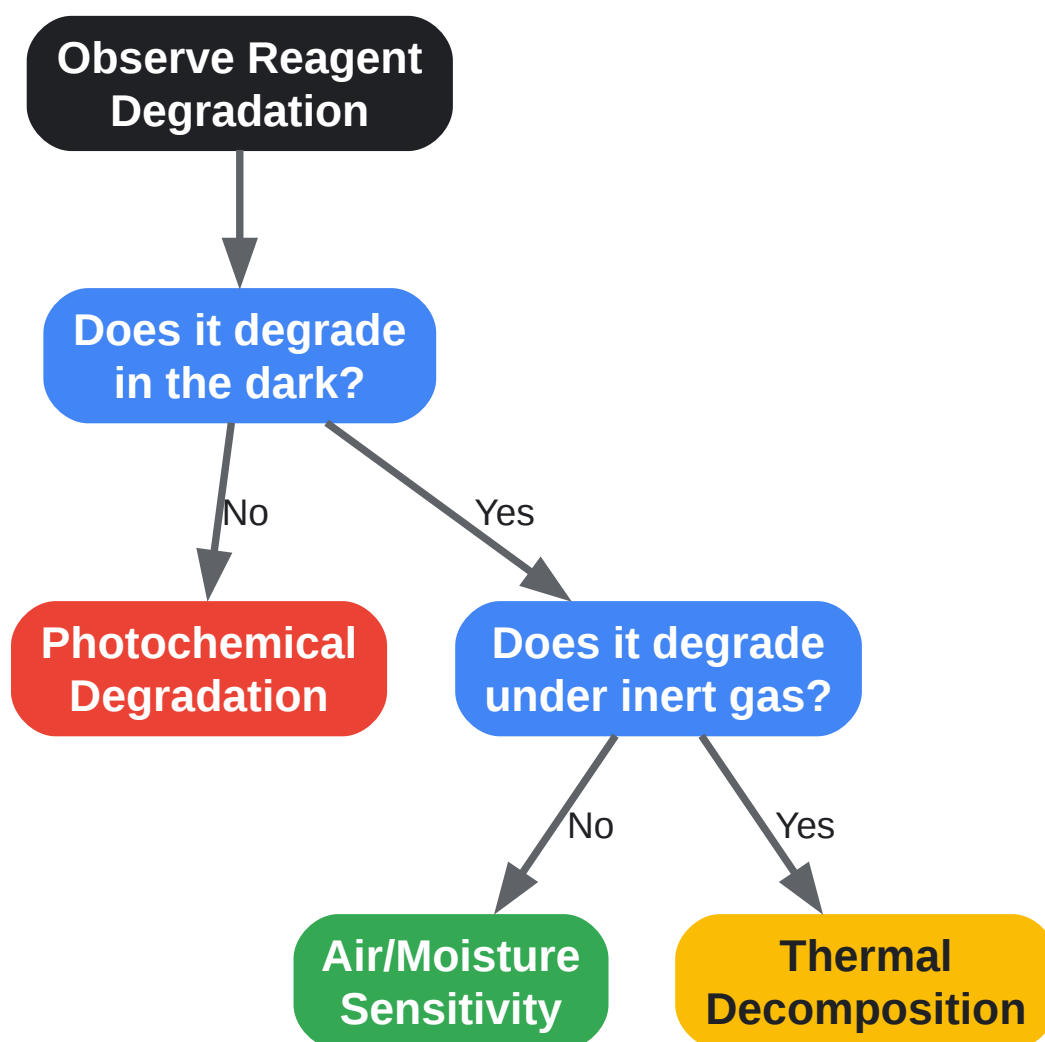 Observe Reagent
Degradation
Does it degrade
in the dark?
No
Yes
Photochemical
Degradation
Does it degrade
under inert gas?
No
Yes
Air/Moisture
Sensitivity
Thermal
Decomposition